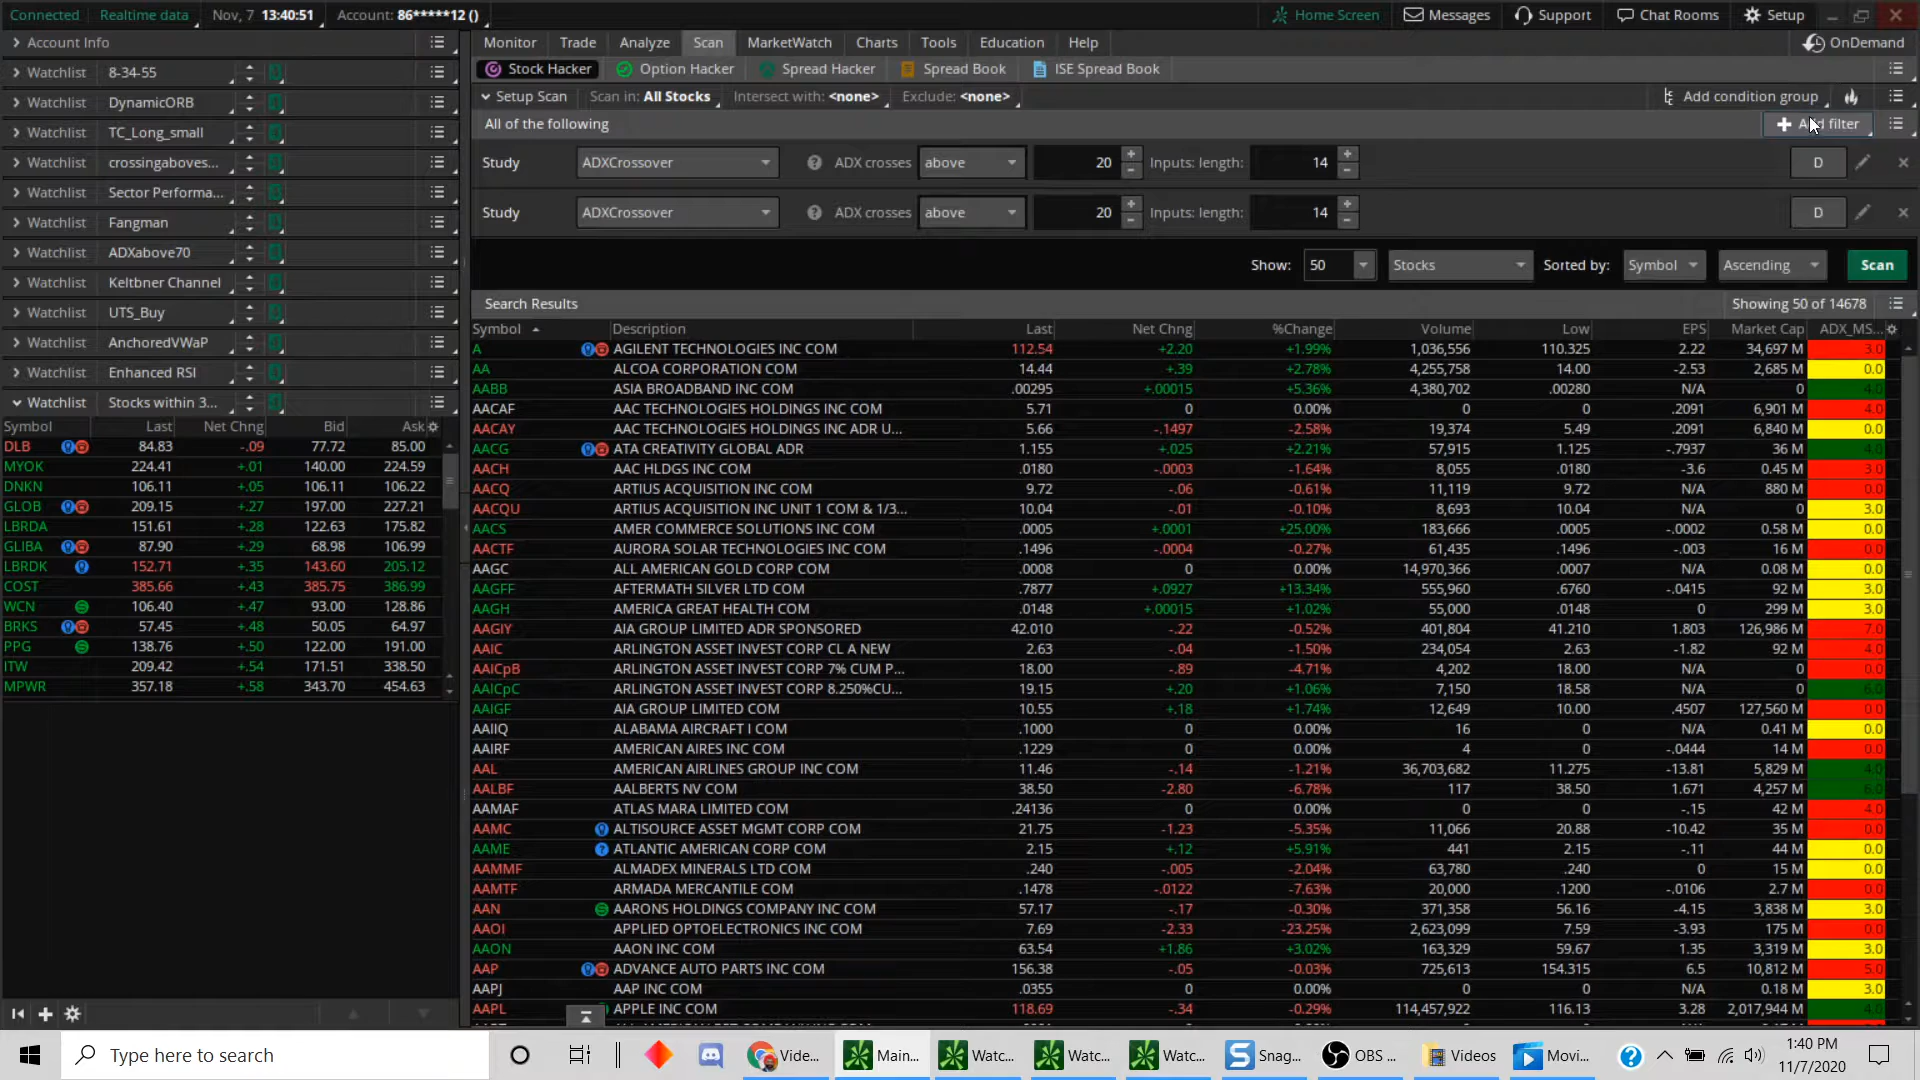 Connected Realtime data Nov, 7 13:40:51 Account: 86*****12 () Home Screen Messages Support Chat Rooms Setup
Account Info
Monitor Trade Analyze Scan MarketWatch Charts Tools Education Help OnDemand
Stock Hacker Option Hacker Spread Hacker Spread Book ISE Spread Book
Setup Scan Scan in: All Stocks Intersect with: <none> Exclude: <none> Add condition group
All of the following filter
Study ADXCrossover ADX crosses above 20 Inputs: length: 14 D
Study ADXCrossover ADX crosses above 20 Inputs: length: 14 D
Show: 50 Stocks Sorted by: Symbol Ascending Scan
Watchlist 8-34-55
Watchlist DynamicORB
Watchlist TC_Long_small
Watchlist crossingaboves...
Watchlist Sector Performa...
Watchlist Fangman
Watchlist ADXabove70
Watchlist Keltbner Channel
Watchlist UTS_Buy
Watchlist AnchoredVWaP
Watchlist Enhanced RSI
Watchlist Stocks within 3...
Symbol Last Net Chng Bid Ask
DLB 84.83 -.09 77.72 85.00
MYOK 224.41 +.01 140.00 224.59
DNKN 106.11 +.05 106.11 106.22
GLOB 209.15 +.27 197.00 227.21
LBRDA 151.61 +.28 122.63 175.82
GLIBA 87.90 +.29 68.98 106.99
LBRDK 152.71 +.35 143.60 205.12
COST 385.66 +.43 385.75 386.99
WCN 106.40 +.47 93.00 128.86
BRKS 57.45 +.48 50.05 64.97
PPG 138.76 +.50 122.00 191.00
ITW 209.42 +.54 171.51 338.50
MPWR 357.18 +.58 343.70 454.63
Search Results Showing 50 of 14678
Symbol Description Last Net Chng %Change Volume Low EPS Market Cap ADX_MS...
A AGILENT TECHNOLOGIES INC COM 112.54 +2.20 +1.99% 1,036,556 110.325 2.22 34,697 M 3.0
AA ALCOA CORPORATION COM 14.44 +.39 +2.78% 4,255,758 14.00 -2.53 2,685 M 0.0
AABB ASIA BROADBAND INC COM .00295 +.00015 +5.36% 4,380,702 .00280 N/A 0 4.0
AACAF AAC TECHNOLOGIES HOLDINGS INC COM 5.71 0 0.00% 0 0 .2091 6,901 M 4.0
AACAY AAC TECHNOLOGIES HOLDINGS INC ADR U... 5.66 -.1497 -2.58% 19,374 5.49 .2091 6,840 M 0.0
AACG ATA CREATIVITY GLOBAL ADR 1.155 +.025 +2.21% 57,915 1.125 -.7937 36 M 4.0
AACH AAC HLDGS INC COM .0180 -.0003 -1.64% 8,055 .0180 -3.6 0.45 M 3.0
AACQ ARTIUS ACQUISITION INC COM 9.72 -.06 -0.61% 11,119 9.72 N/A 880 M 0.0
AACQU ARTIUS ACQUISITION INC UNIT 1 COM & 1/3... 10.04 -.01 -0.10% 8,693 10.04 N/A 0 3.0
AACS AMER COMMERCE SOLUTIONS INC COM .0005 +.0001 +25.00% 183,666 .0005 -.0002 0.58 M 0.0
AACTF AURORA SOLAR TECHNOLOGIES INC COM .1496 -.0004 -0.27% 61,435 .1496 -.003 16 M 0.0
AAGC ALL AMERICAN GOLD CORP COM .0008 0 0.00% 14,970,366 .0007 N/A 0.08 M 0.0
AAGFF AFTERMATH SILVER LTD COM .7877 +.0927 +13.34% 555,960 .6760 -.0415 92 M 3.0
AAGH AMERICA GREAT HEALTH COM .0148 +.00015 +1.02% 55,000 .0148 0 299 M 3.0
AAGIY AIA GROUP LIMITED ADR SPONSORED 42.010 -.22 -0.52% 401,804 41.210 1.803 126,986 M 7.0
AAIC ARLINGTON ASSET INVEST CORP CL A NEW 2.63 -.04 -1.50% 234,054 2.63 -1.82 92 M 4.0
AAICpB ARLINGTON ASSET INVEST CORP 7% CUM P... 18.00 -.89 -4.71% 4,202 18.00 N/A 0 0.0
AAICpC ARLINGTON ASSET INVEST CORP 8.250%CU... 19.15 +.20 +1.06% 7,150 18.58 N/A 0 6.0
AAIGF AIA GROUP LIMITED COM 10.55 +.18 +1.74% 12,649 10.00 .4507 127,560 M 0.0
AAIIQ ALABAMA AIRCRAFT I COM .1000 0 0.00% 16 0 N/A 0.41 M 0.0
AAIRF AMERICAN AIRES INC COM .1229 0 0.00% 4 0 -.0444 14 M 0.0
AAL AMERICAN AIRLINES GROUP INC COM 11.46 -.14 -1.21% 36,703,682 11.275 -13.81 5,829 M 4.0
AALBF AALBERTS NV COM 38.50 -2.80 -6.78% 117 38.50 1.671 4,257 M 6.0
AAMAF ATLAS MARA LIMITED COM .24136 0 0.00% 0 0 -.15 42 M 4.0
AAMC ALTISOURCE ASSET MGMT CORP COM 21.75 -1.23 -5.35% 11,066 20.88 -10.42 35 M 0.0
AAME ATLANTIC AMERICAN CORP COM 2.15 +.12 +5.91% 441 2.15 -.11 44 M 0.0
AAMMF ALMADEX MINERALS LTD COM .240 -.005 -2.04% 63,780 .240 0 15 M 0.0
AAMTF ARMADA MERCANTILE COM .1478 -.0122 -7.63% 20,000 .1200 -.0106 2.7 M 0.0
AAN AARONS HOLDINGS COMPANY INC COM 57.17 -.17 -0.30% 371,358 56.16 -4.15 3,838 M 3.0
AAOI APPLIED OPTOELECTRONICS INC COM 7.69 -2.33 -23.25% 2,623,099 7.59 -3.93 175 M 0.0
AAON AAON INC COM 63.54 +1.86 +3.02% 163,329 59.67 1.35 3,319 M 3.0
AAP ADVANCE AUTO PARTS INC COM 156.38 -.05 -0.03% 725,613 154.315 6.5 10,812 M 5.0
AAPJ AAP INC COM .0355 0 0.00% 0 0 N/A 0.18 M 3.0
AAPL APPLE INC COM 118.69 -.34 -0.29% 114,457,922 116.13 3.28 2,017,944 M 4.0
Type here to search Vide... Main... Watc... Watc... Watc... Snag... OBS ... Videos Movi... 1:40 PM
11/7/2020